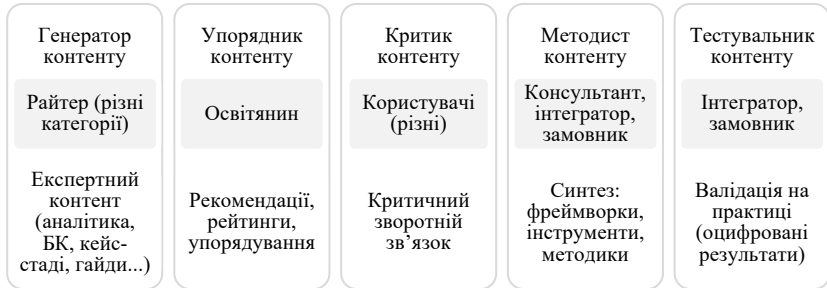 Генератор
контенту
Райтер (різні
категорії)
Експертний
контент
(аналітика,
БК, кейс-
стаді, гайди...)
Упорядник
контенту
Освітянин
Рекомендації,
рейтинги,
упорядування
Критик
контенту
Користувачі
(різні)
Критичний
зворотній
зв’язок
Методист
контенту
Консультант,
інтегратор,
замовник
Синтез:
фреймворки,
інструменти,
методики
Тестувальник
контенту
Інтегратор,
замовник
Валідація на
практиці
(оцифровані
результати)